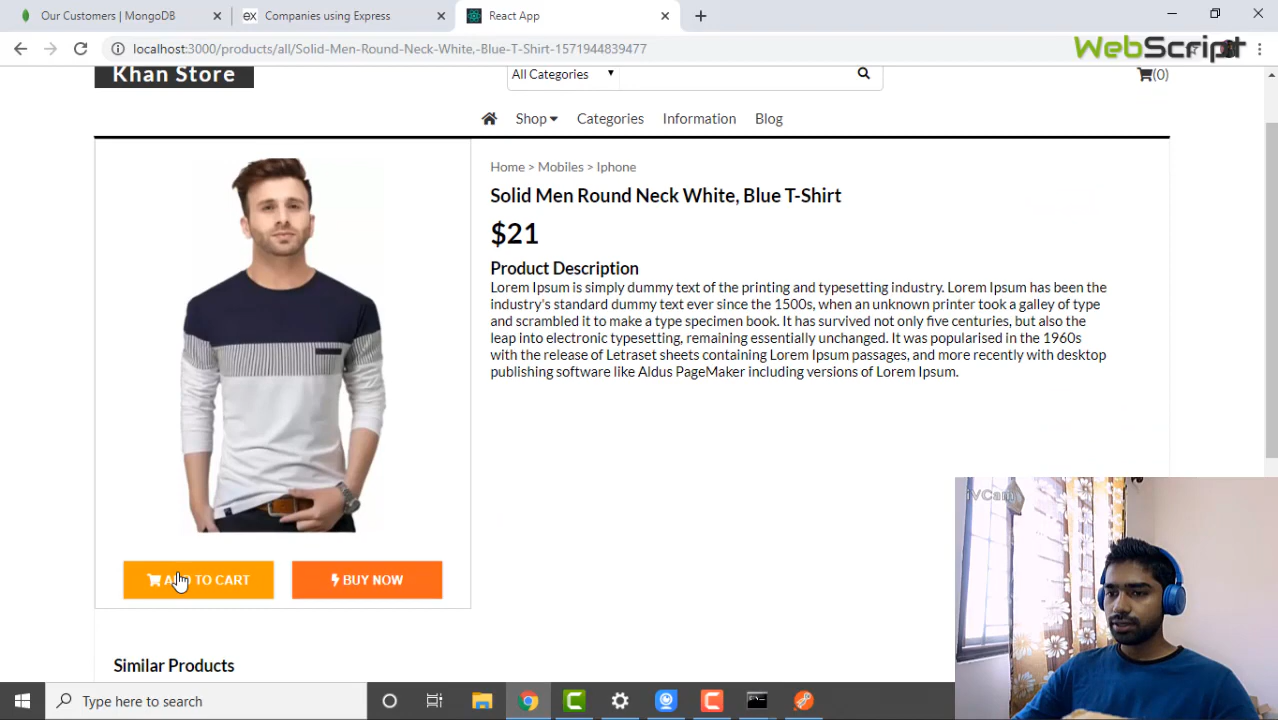 Our Customers | MongoDB
Companies using Express
React App
localhost:3000/products/all/Solid-Men-Round-Neck-White,-Blue-T-Shirt-1571944839477
WebScript
Khan Store
All Categories
(0)
Shop
Categories
Information
Blog
Home > Mobiles > Iphone
Solid Men Round Neck White, Blue T-Shirt
$21
Product Description
Lorem Ipsum is simply dummy text of the printing and typesetting industry. Lorem Ipsum has been the
industry's standard dummy text ever since the 1500s, when an unknown printer took a galley of type
and scrambled it to make a type specimen book. It has survived not only five centuries, but also the
leap into electronic typesetting, remaining essentially unchanged. It was popularised in the 1960s
with the release of Letraset sheets containing Lorem Ipsum passages, and more recently with desktop
publishing software like Aldus PageMaker including versions of Lorem Ipsum.
iVCam
ADD TO CART
BUY NOW
Similar Products
Type here to search